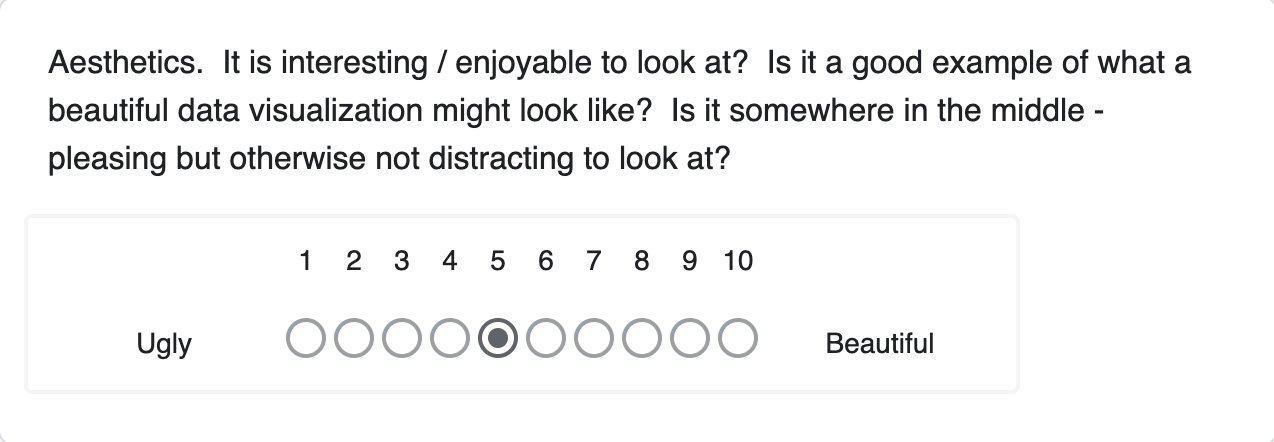 Aesthetics.  It is interesting / enjoyable to look at?  Is it a good example of what a
beautiful data visualization might look like?  Is it somewhere in the middle -
pleasing but otherwise not distracting to look at?
1 2 3 4 5 6 7 8 9 10
Ugly Beautiful